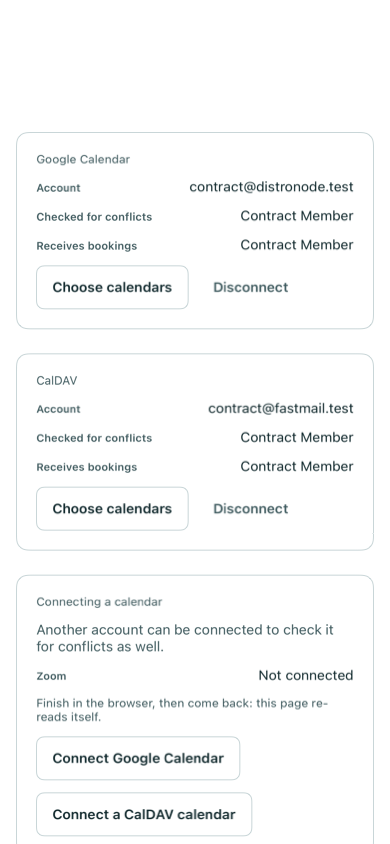 Google Calendar
Account contract@distronode.test
Checked for conflicts Contract Member
Receives bookings Contract Member
Choose calendars Disconnect
CalDAV
Account contract@fastmail.test
Checked for conflicts Contract Member
Receives bookings Contract Member
Choose calendars Disconnect
Connecting a calendar
Another account can be connected to check it
for conflicts as well.
Zoom Not connected
Finish in the browser, then come back: this page re-
reads itself.
Connect Google Calendar
Connect a CalDAV calendar